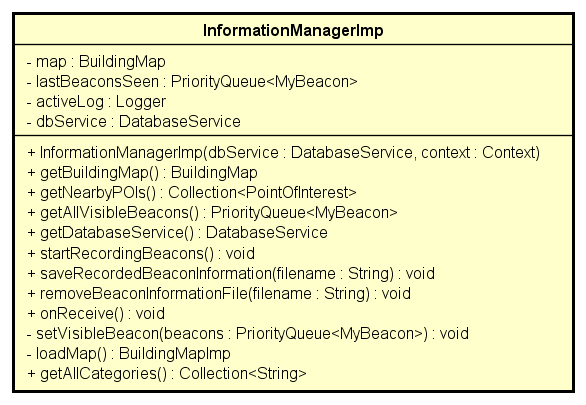 InformationManagerImp
- map : BuildingMap
- lastBeaconsSeen : PriorityQueue<MyBeacon>
- activeLog : Logger
- dbService : DatabaseService
+ InformationManagerImp(dbService : DatabaseService, context : Context)
+ getBuildingMap() : BuildingMap
+ getNearbyPOIs() : Collection<PointOfInterest>
+ getAllVisibleBeacons() : PriorityQueue<MyBeacon>
+ getDatabaseService() : DatabaseService
+ startRecordingBeacons() : void
+ saveRecordedBeaconInformation(filename : String) : void
+ removeBeaconInformationFile(filename : String) : void
+ onReceive() : void
- setVisibleBeacon(beacons : PriorityQueue<MyBeacon>) : void
- loadMap() : BuildingMapImp
+ getAllCategories() : Collection<String>